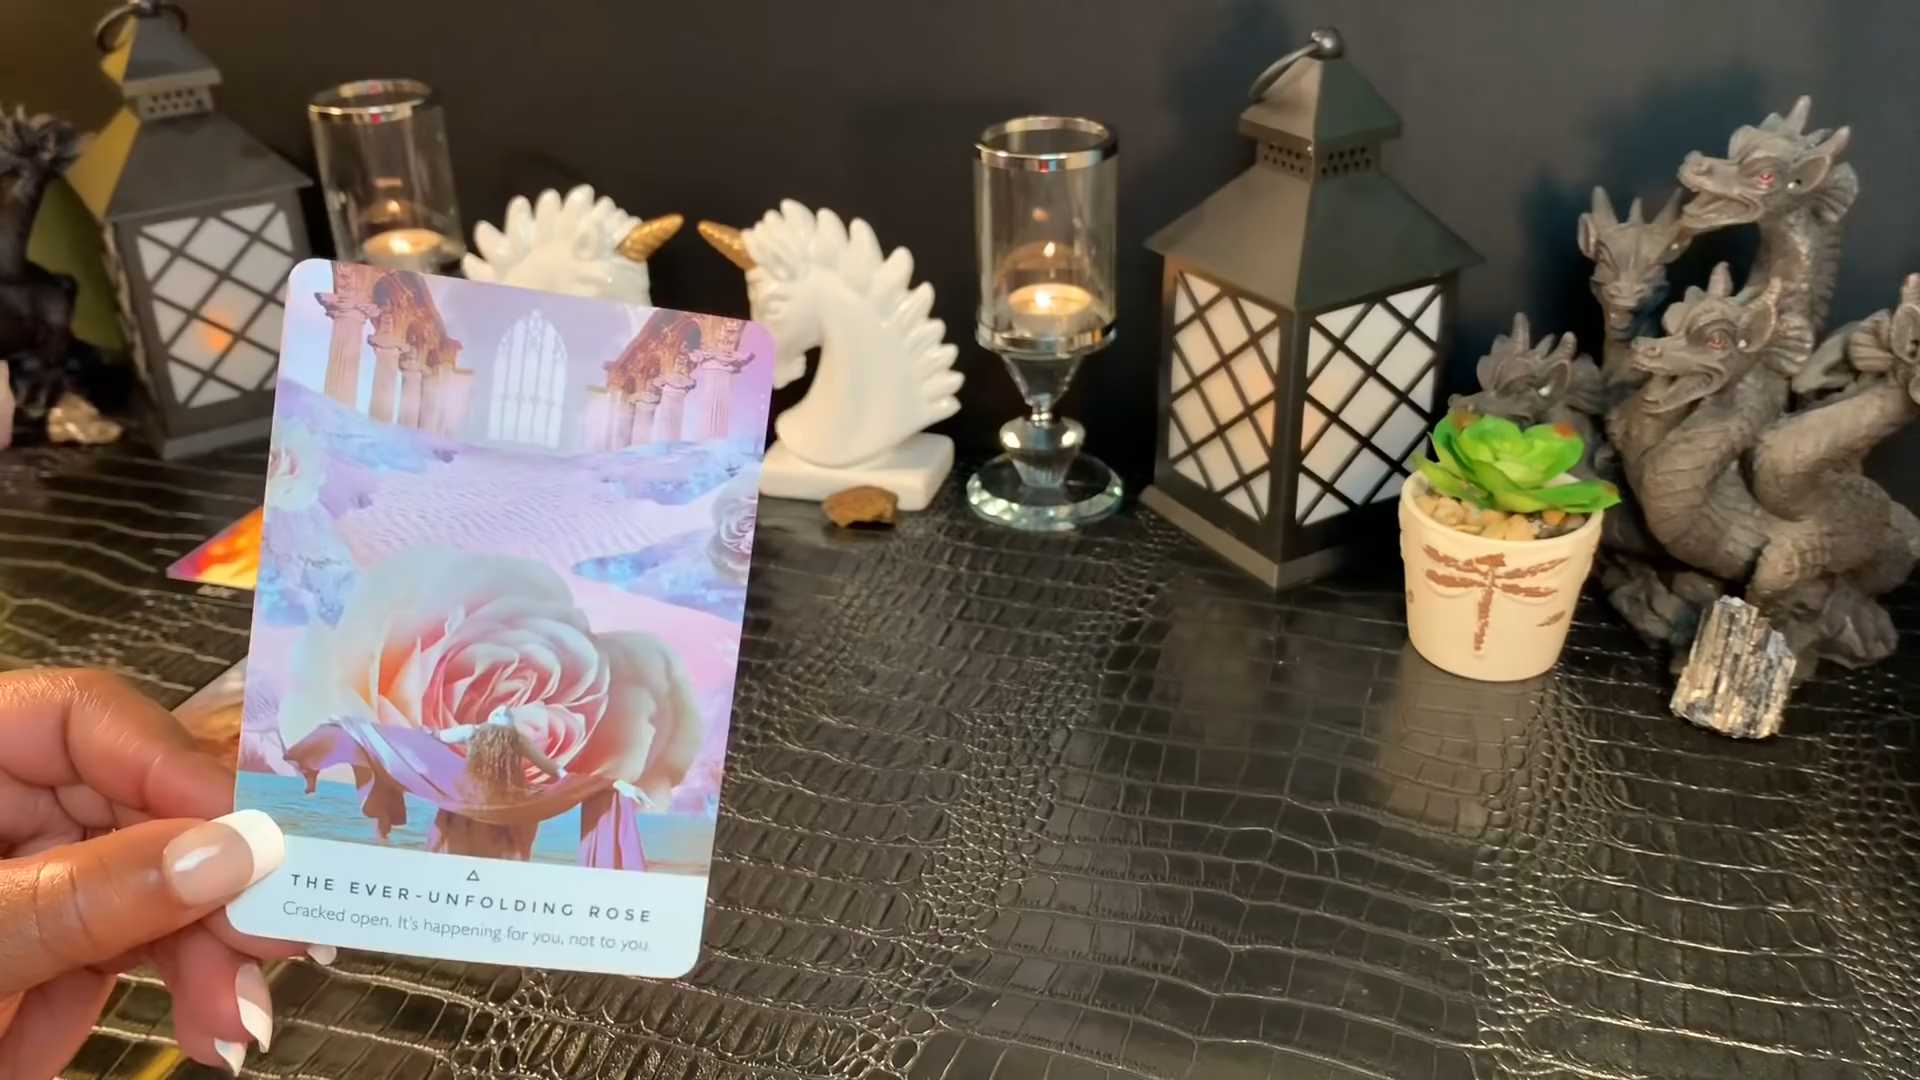 THE EVER-UNFOLDING ROSE
Cracked open. It's happening for you, not to you.